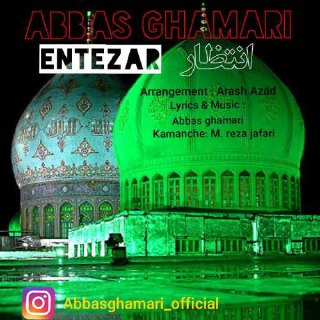 ABBAS GHAMARI
ENTEZAR انتظار
Arrangement : Arash Azad
Lyrics & Music :
Abbas ghamari
Kamanche: M. reza jafari
Abbasghamari_official